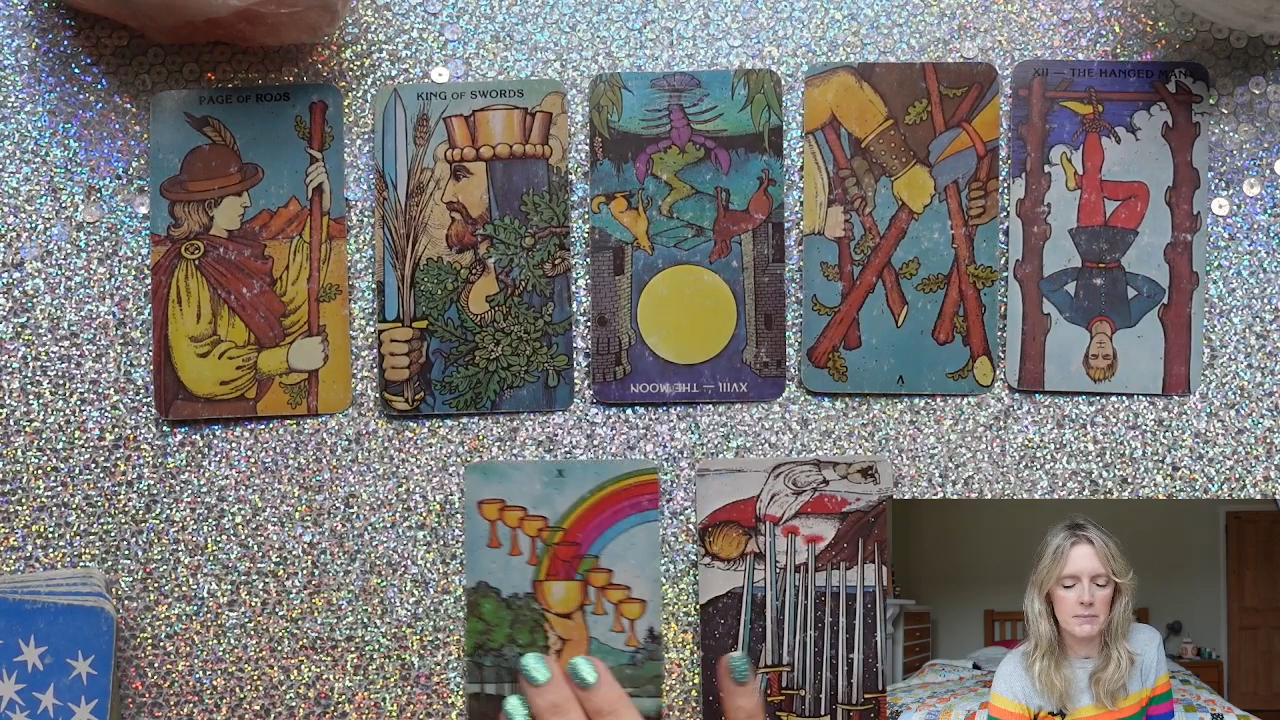 PAGE OF RODS
KING OF SWORDS
XVIII — THE MOON
V
XII — THE HANGED MAN
X